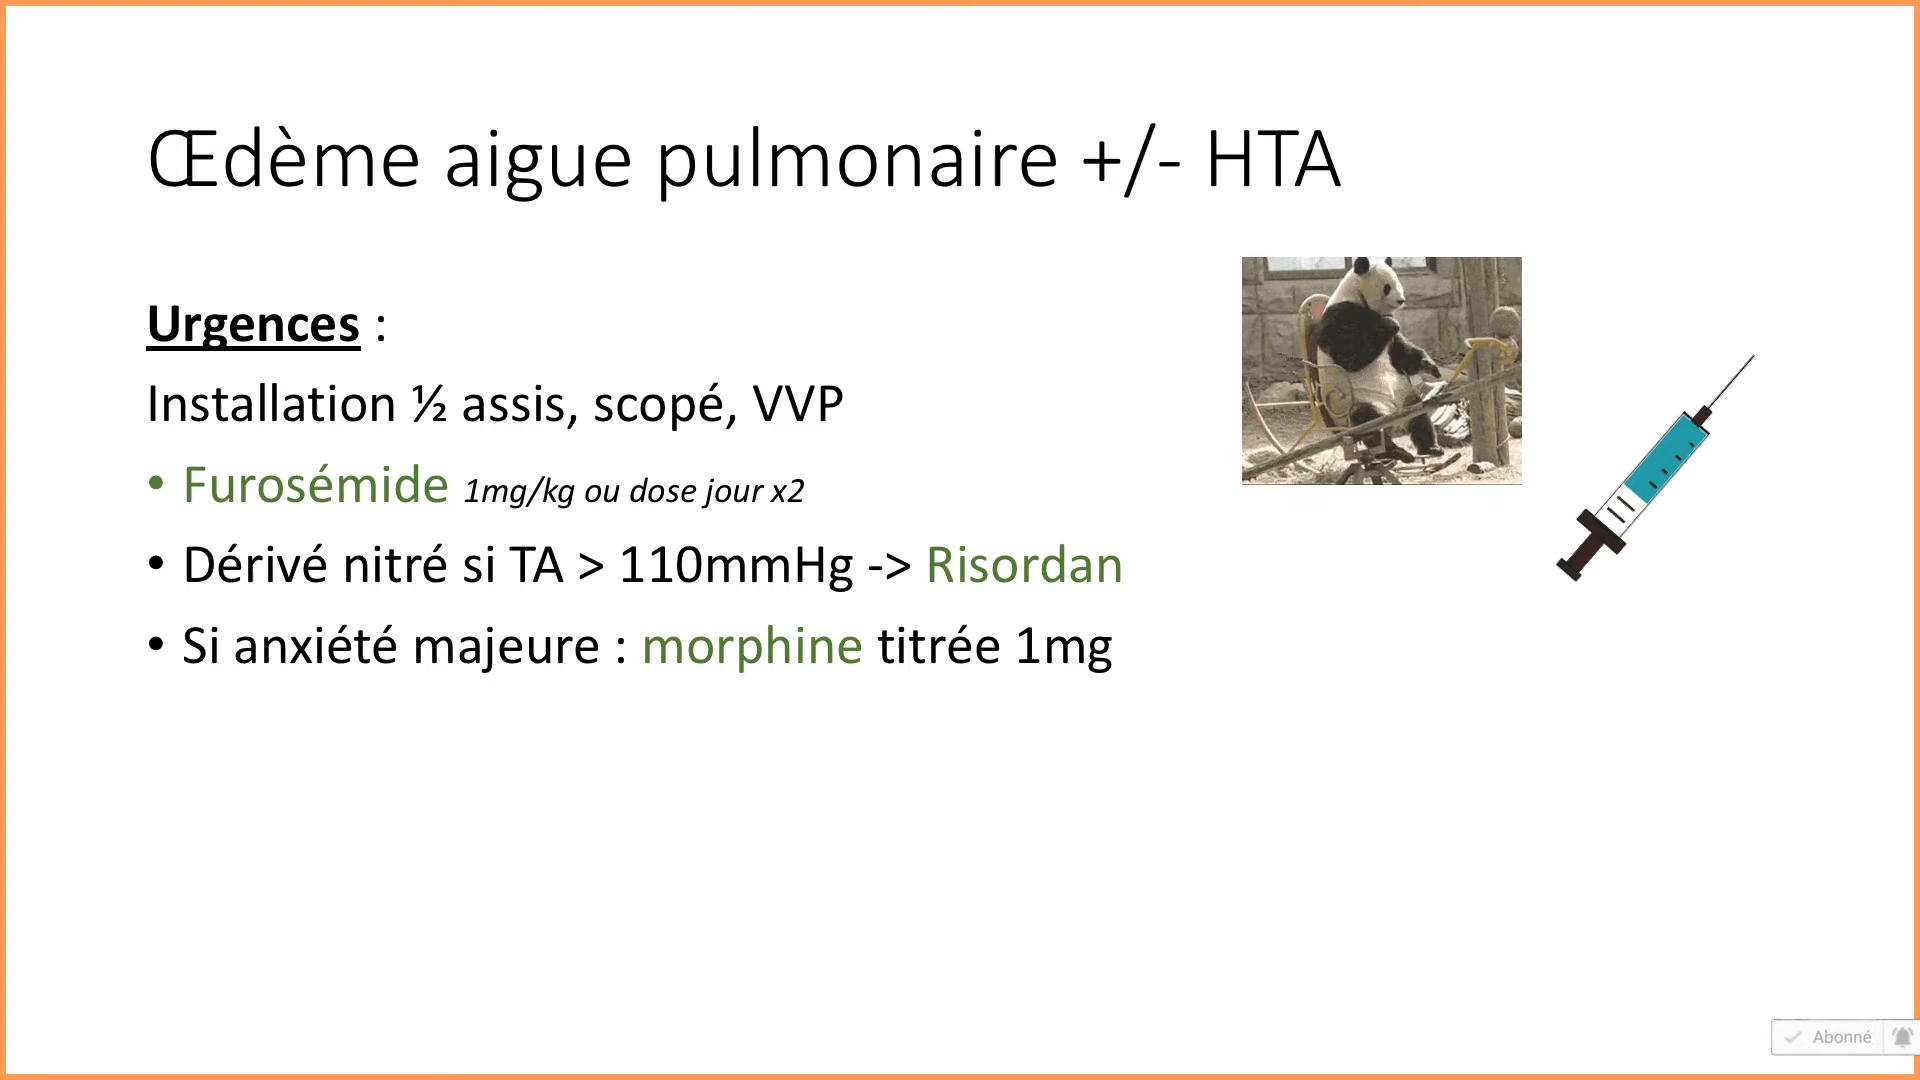 Œdème aigue pulmonaire +/- HTA
Urgences :
Installation ½ assis, scopé, VVP
• Furosémide 1mg/kg ou dose jour x2
• Dérivé nitré si TA > 110mmHg -> Risordan
• Si anxiété majeure : morphine titrée 1mg
Abonné